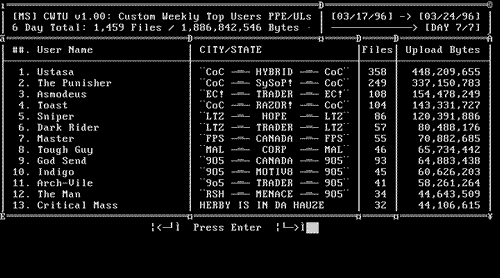 [MS] CWTU v1.00: Custom Weekly Top Users PPE/ULs [03/17/96] -> [03/24/96]
6 Day Total: 1,459 Files / 1,886,842,546 Bytes -> [DAY 7/7]
##. User Name CITY/STATE Files Upload Bytes
1. Ustasa "CoC HYBRID CoC" 358 448,209,655
2. The Punisher "CoC SySoP! CoC" 249 337,150,783
3. Asmodeus "EC! TRADER EC!" 108 154,478,249
4. Toast "CoC RAZOR! CoC" 104 143,331,727
5. Sniper "LTZ HOPE LTZ" 86 120,391,886
6. Dark Rider "LTZ TRADER LTZ" 57 80,488,176
7. Master "FPS CANADA FPS" 55 70,882,685
8. Tough Guy "MAL CORP MAL" 46 65,734,442
9. God Send "905 CANADA 905" 93 64,883,438
10. Indigo "905 MOTIV8 905" 45 60,626,203
11. Arch-Vile "9o5 TRADER 905" 41 58,261,264
12. The Man "RSH MENACE 905" 34 44,643,509
13. Critical Mass HERBY IS IN DA HAUZE 32 44,106,615
Press Enter